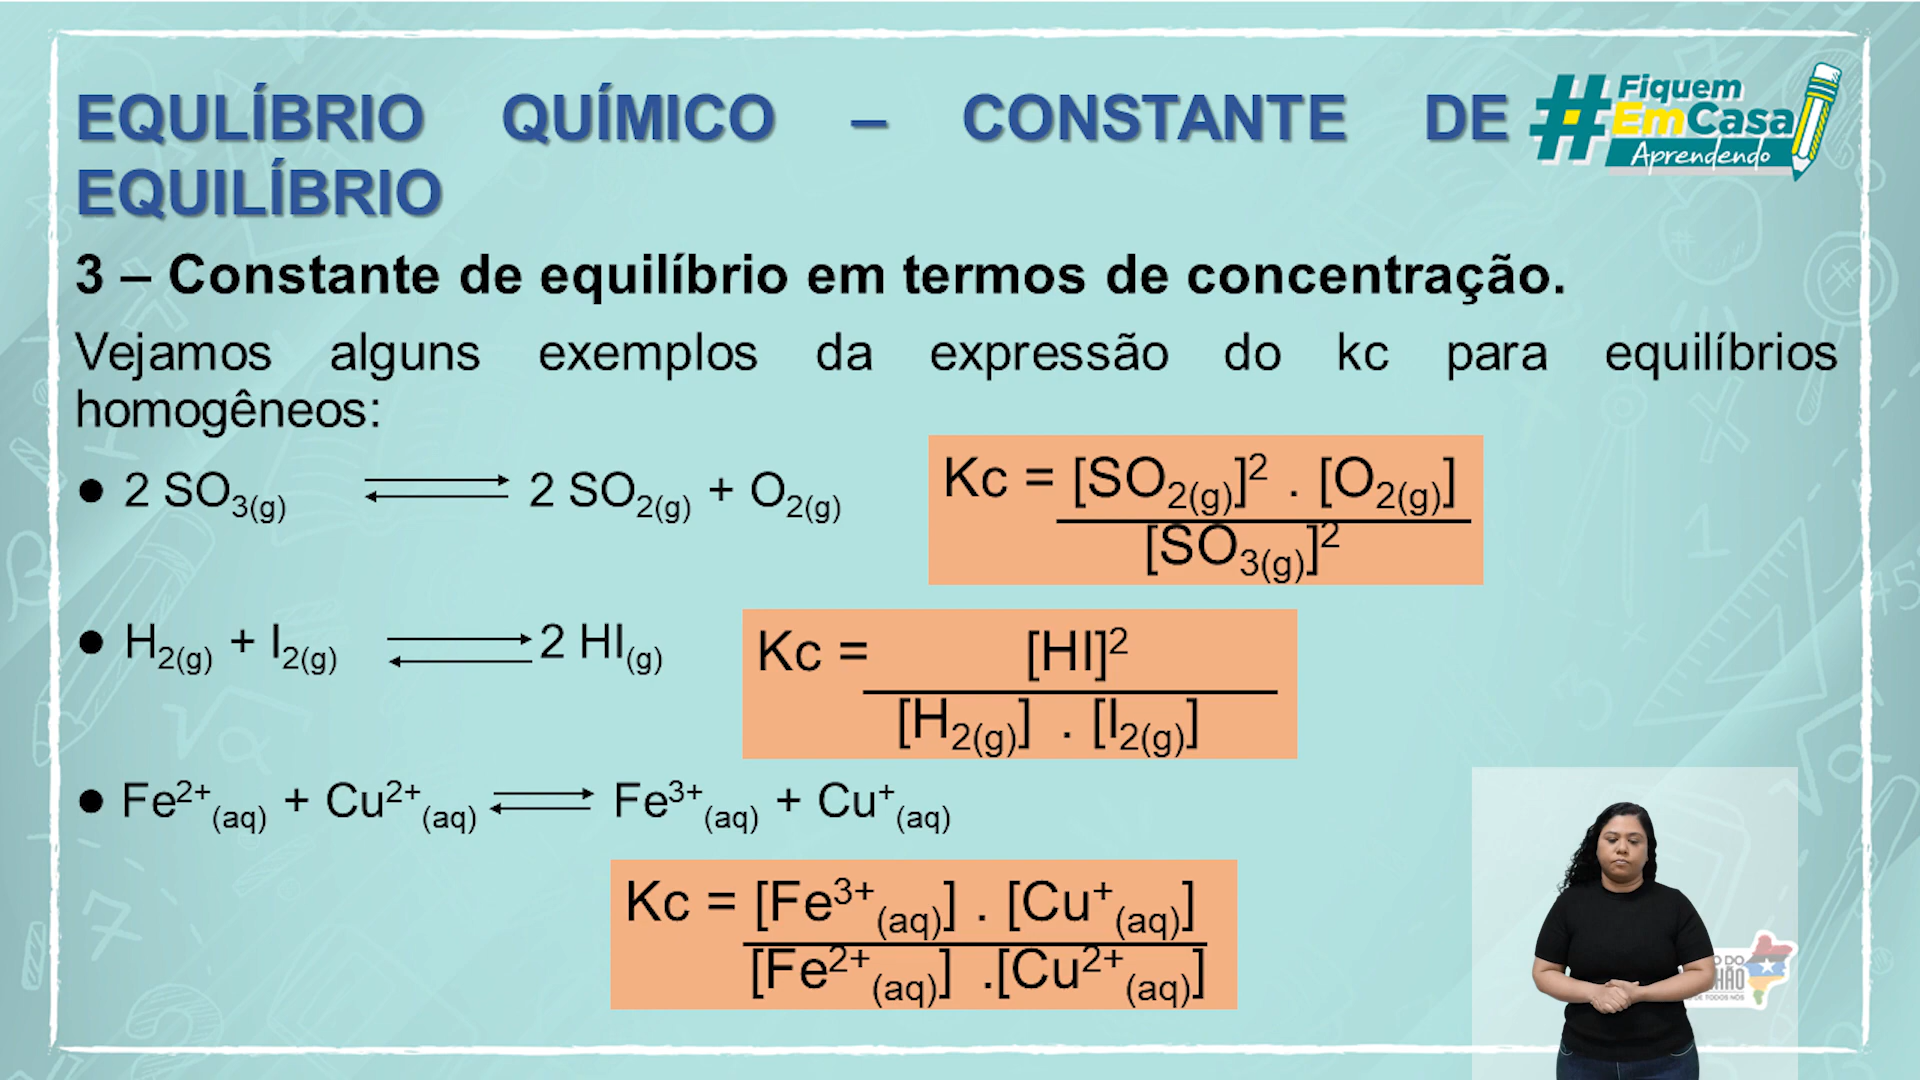 EQULÍBRIO QUÍMICO – CONSTANTE DE
EQUILÍBRIO
#Fiquem
EmCasa
Aprendendo
3 – Constante de equilíbrio em termos de concentração.
Vejamos alguns exemplos da expressão do kc para equilíbrios
homogêneos:
● 2 SO3(g) ⇌ 2 SO2(g) + O2(g)
Kc = [SO2(g)]² . [O2(g)]
[SO3(g)]²
● H2(g) + I2(g) ⇌ 2 HI(g)
Kc = [HI]²
[H2(g)] . [I2(g)]
● Fe²⁺(aq) + Cu²⁺(aq) ⇌ Fe³⁺(aq) + Cu⁺(aq)
Kc = [Fe³⁺(aq)] . [Cu⁺(aq)]
[Fe²⁺(aq)] .[Cu²⁺(aq)]
DE TODOS NÓS